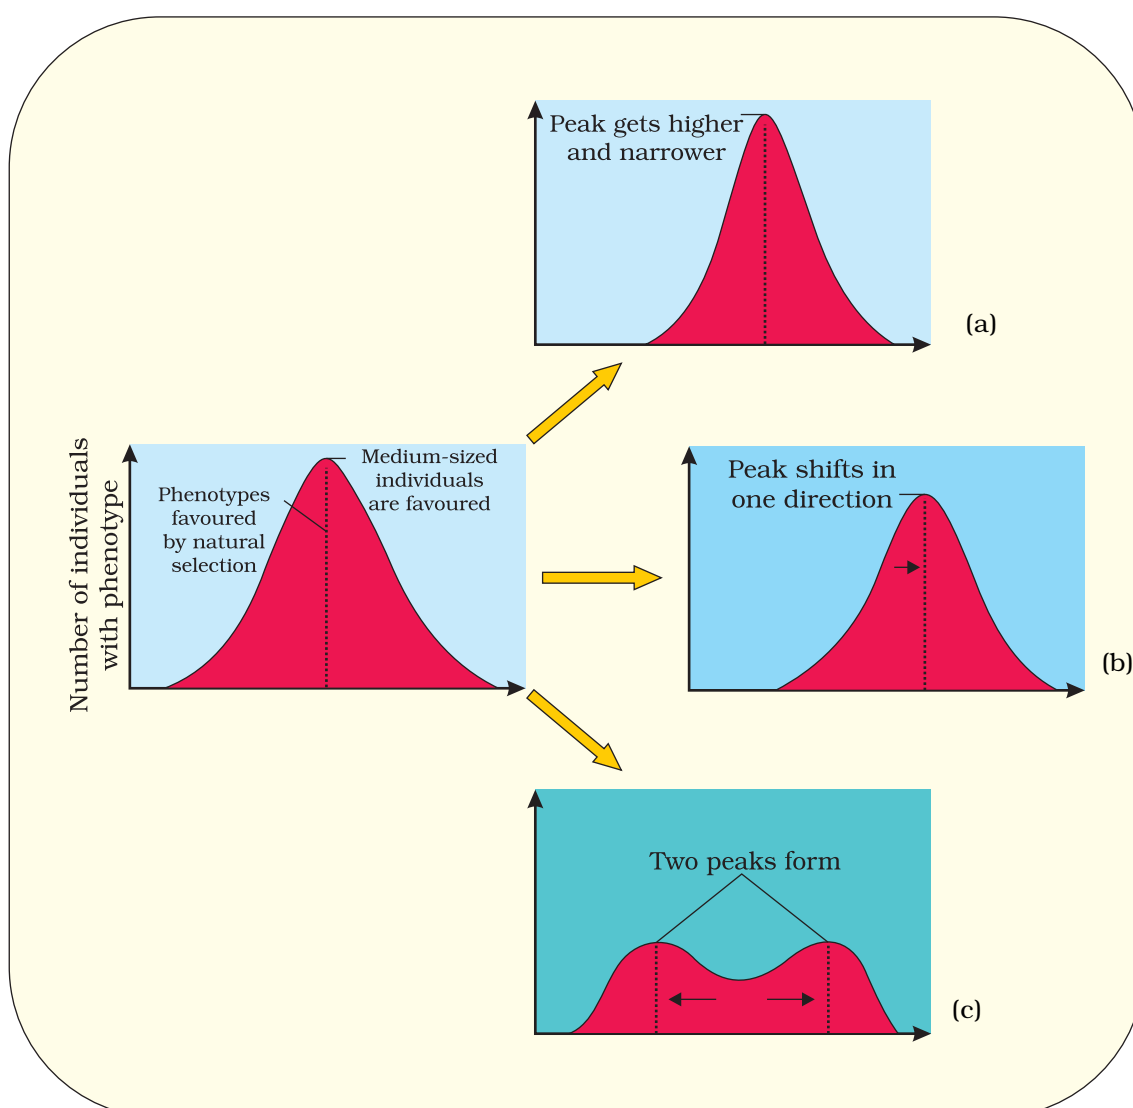 Peak gets higher
and narrower
(a)
Number of individuals
with phenotype
Phenotypes
favoured
by natural
selection
Medium-sized
individuals
are favoured
Peak shifts in
one direction
(b)
Two peaks form
(c)